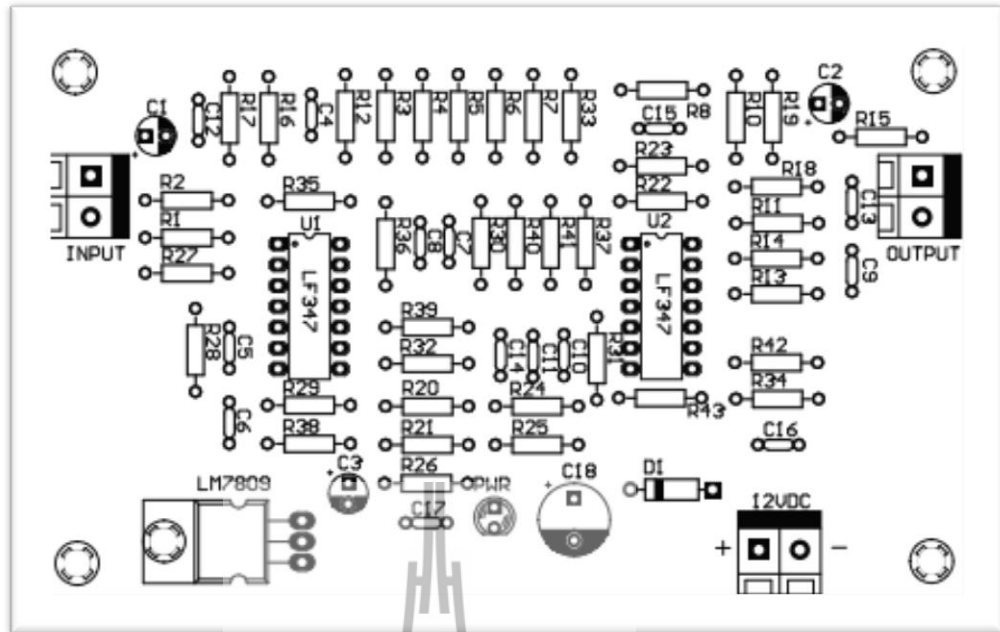 C1
C12
R17
R16
C4
R12
R3
R4
R5
R6
R7
R33
R8
C15
R23
R22
R10
R19
C2
R15
R2
R1
R27
INPUT
R35
U1
LF347
R36
C8
C7
R30
R40
R41
R37
U2
LF347
R18
R11
R14
R13
C13
C9
OUTPUT
R28
C5
C6
R29
R38
R39
R32
R20
R21
R26
C14
C11
C10
R24
R25
R31
R43
R42
R34
C16
LM7809
C3
C17
PWR
C18
D1
12VDC
+ −